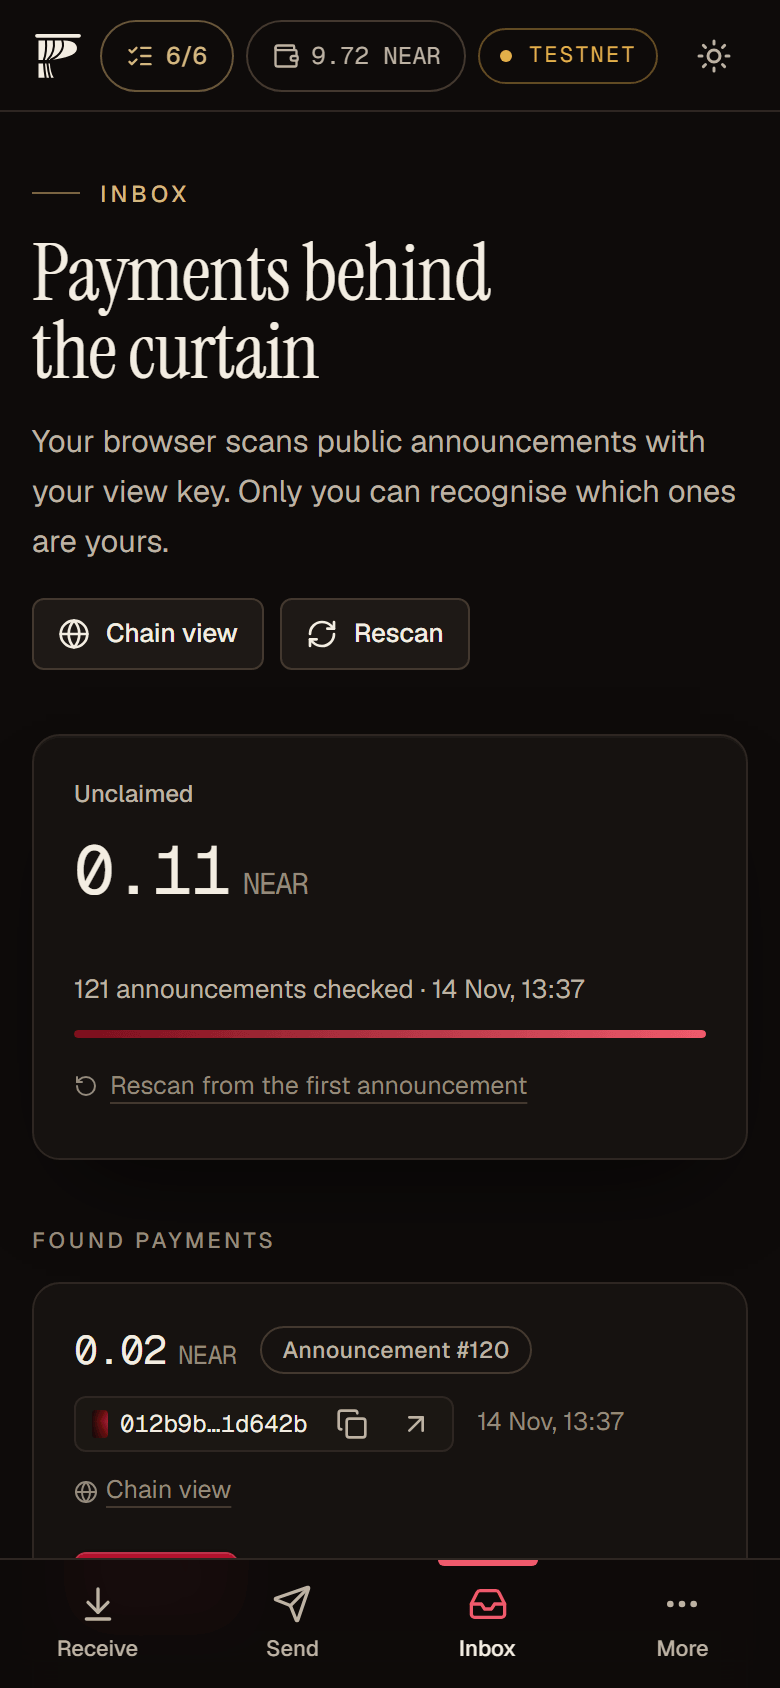 6/6
9.72 NEAR
TESTNET
INBOX
Payments behind
the curtain
Your browser scans public announcements with
your view key. Only you can recognise which ones
are yours.
Chain view
Rescan
Unclaimed
0.11 NEAR
121 announcements checked · 14 Nov, 13:37
Rescan from the first announcement
FOUND PAYMENTS
0.02 NEAR Announcement #120
012b9b…1d642b 14 Nov, 13:37
Chain view
Receive Send Inbox More